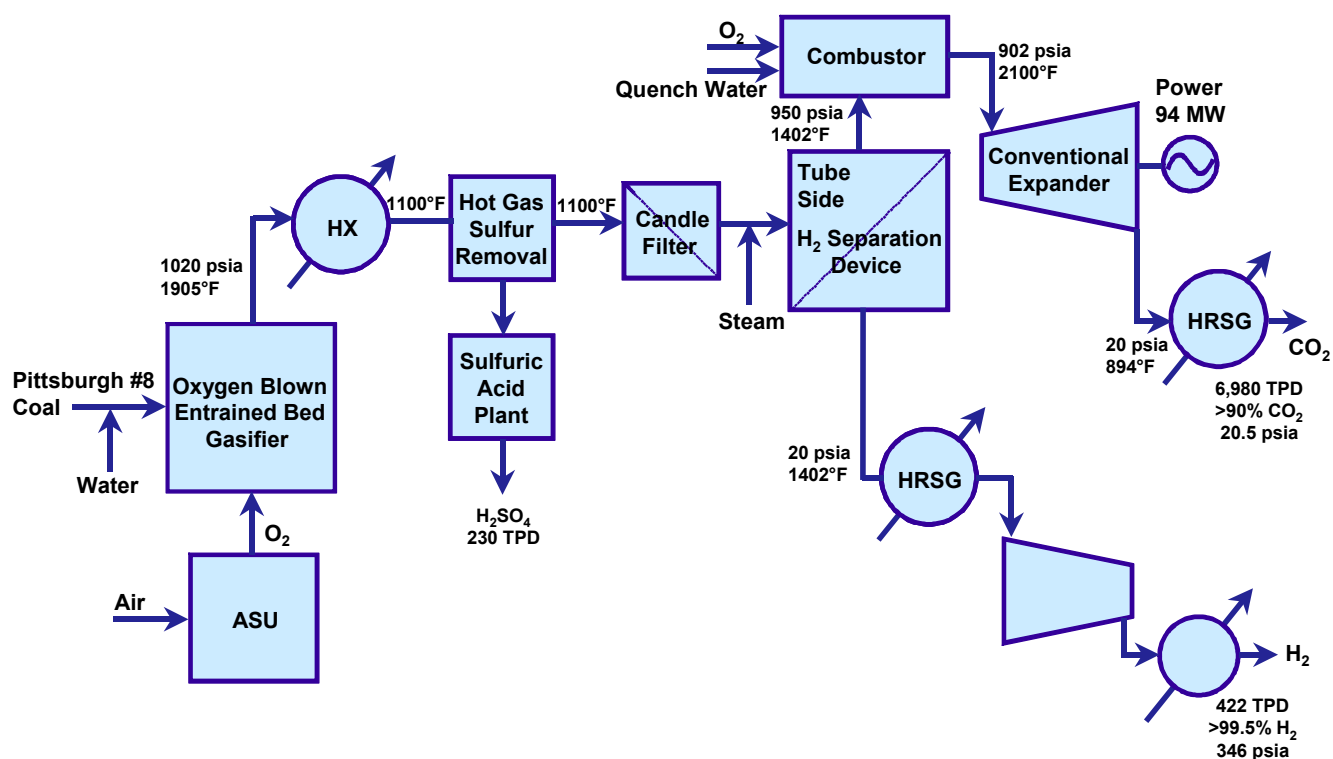 O2
Quench Water
Combustor
902 psia
2100°F
Power
94 MW
950 psia
1402°F
Conventional
Expander
Tube
Side
H2 Separation
Device
HX
1100°F
Hot Gas
Sulfur
Removal
1100°F
Candle
Filter
Steam
1020 psia
1905°F
Pittsburgh #8
Coal
Water
Oxygen Blown
Entrained Bed
Gasifier
Sulfuric
Acid
Plant
H2SO4
230 TPD
O2
Air
ASU
20 psia
894°F
HRSG
CO2
6,980 TPD
>90% CO2
20.5 psia
20 psia
1402°F
HRSG
H2
422 TPD
>99.5% H2
346 psia